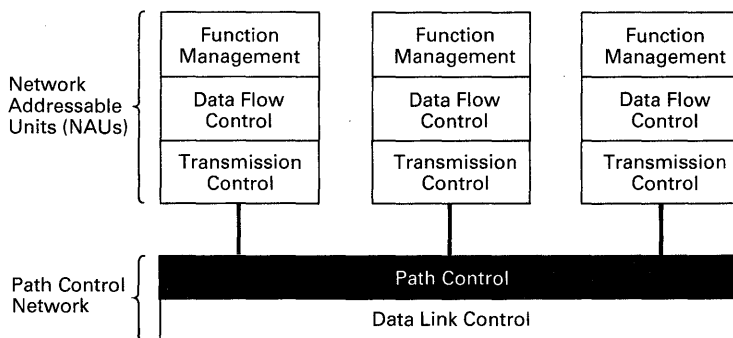 Function
Management
Function
Management
Function
Management
Network
Addressable
Units (NAUs)
Data Flow
Control
Data Flow
Control
Data Flow
Control
Transmission
Control
Transmission
Control
Transmission
Control
Path Control
Network
Path Control
Data Link Control